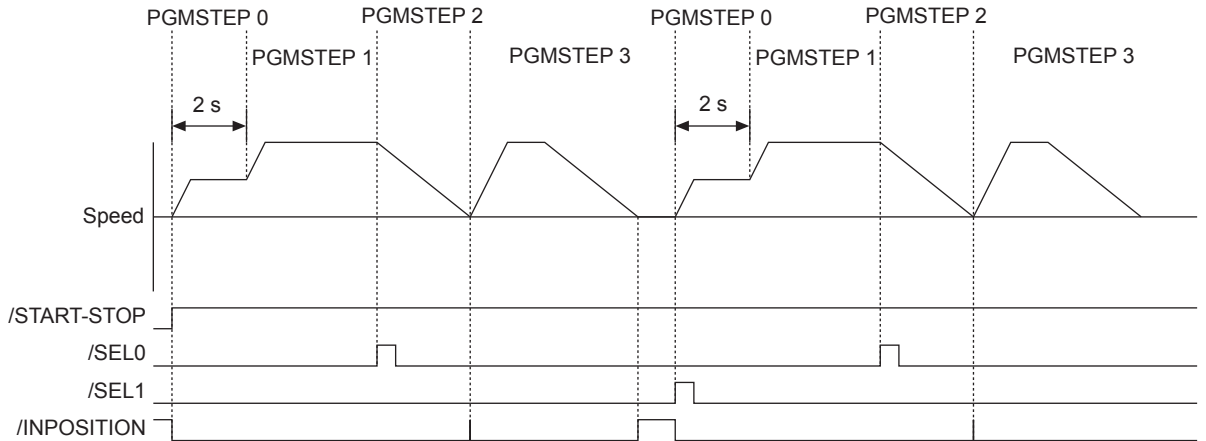 PGMSTEP 0
PGMSTEP 2
PGMSTEP 0
PGMSTEP 2
PGMSTEP 1
PGMSTEP 3
PGMSTEP 1
PGMSTEP 3
2 s
2 s
Speed
/START-STOP
/SEL0
/SEL1
/INPOSITION